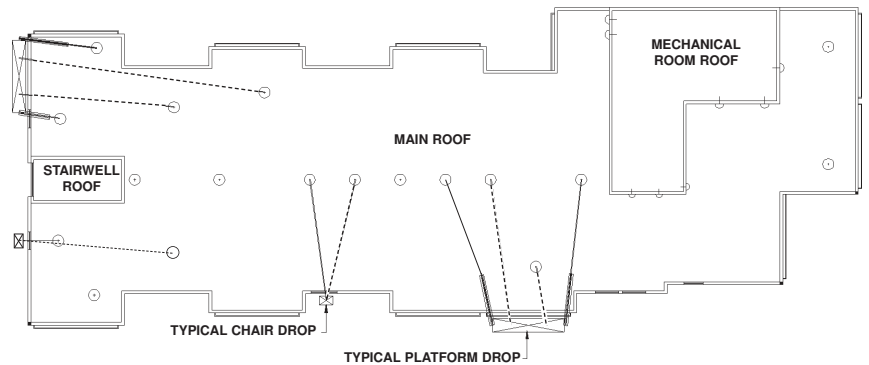 MECHANICAL
ROOM ROOF
MAIN ROOF
STAIRWELL
ROOF
TYPICAL CHAIR DROP
TYPICAL PLATFORM DROP